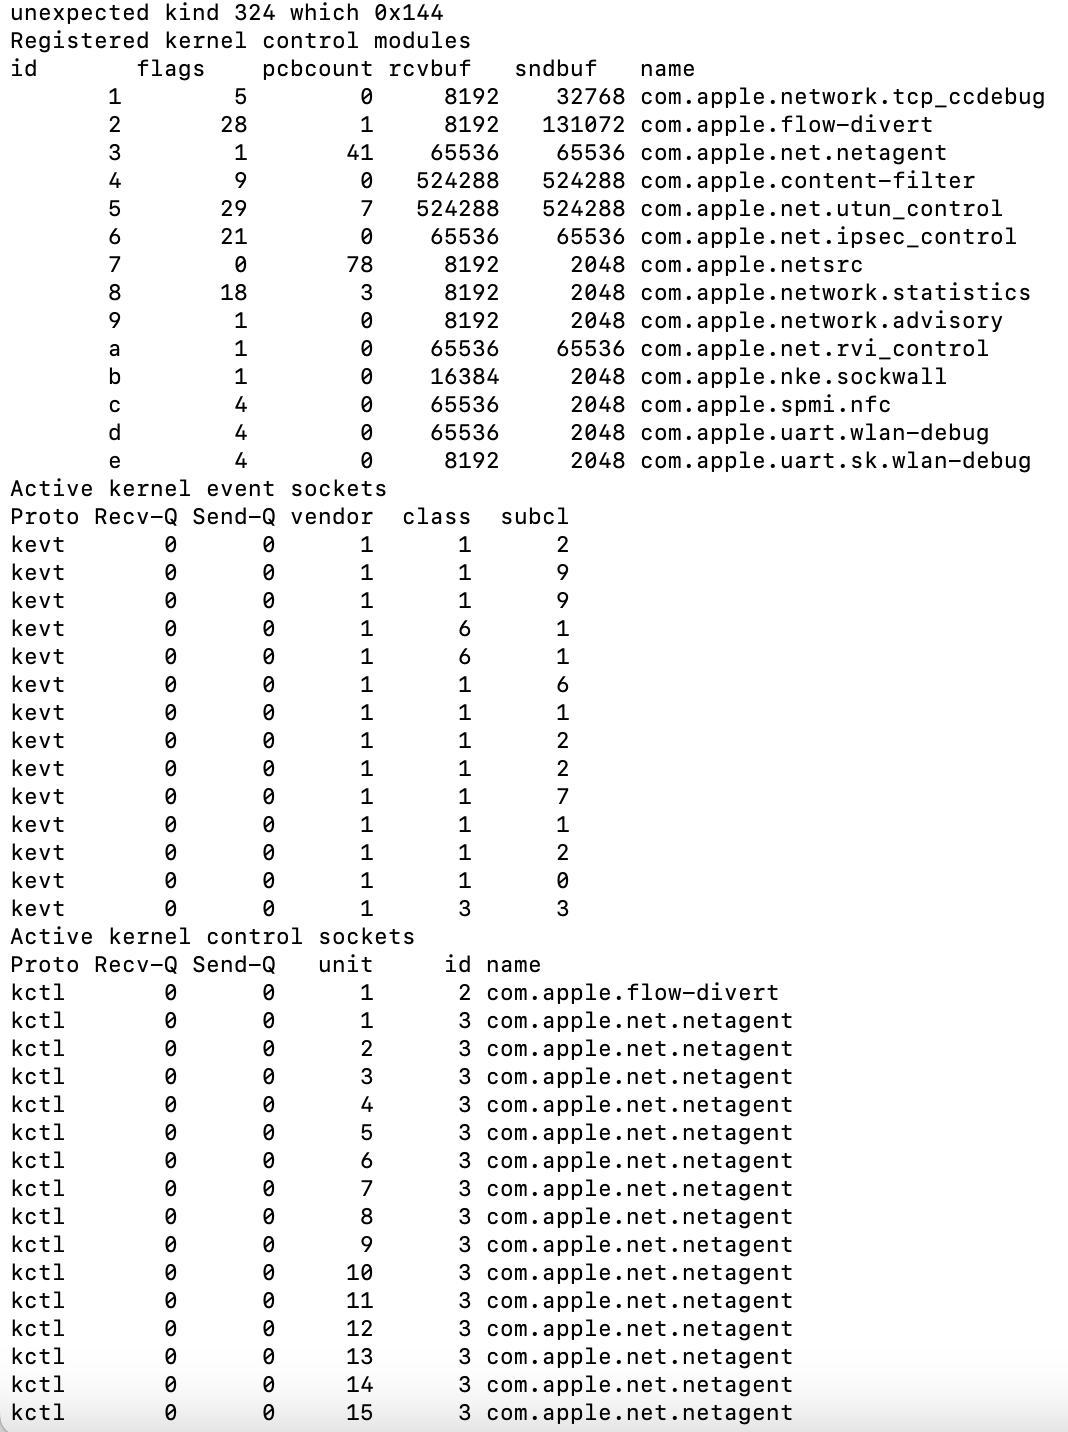 unexpected kind 324 which 0x144
Registered kernel control modules
id       flags    pcbcount rcvbuf   sndbuf   name
       1        5        0     8192    32768 com.apple.network.tcp_ccdebug
       2       28        1     8192   131072 com.apple.flow-divert
       3        1       41    65536    65536 com.apple.net.netagent
       4        9        0   524288   524288 com.apple.content-filter
       5       29        7   524288   524288 com.apple.net.utun_control
       6       21        0    65536    65536 com.apple.net.ipsec_control
       7        0       78     8192     2048 com.apple.netsrc
       8       18        3     8192     2048 com.apple.network.statistics
       9        1        0     8192     2048 com.apple.network.advisory
       a        1        0    65536    65536 com.apple.net.rvi_control
       b        1        0    16384     2048 com.apple.nke.sockwall
       c        4        0    65536     2048 com.apple.spmi.nfc
       d        4        0    65536     2048 com.apple.uart.wlan-debug
       e        4        0     8192     2048 com.apple.uart.sk.wlan-debug
Active kernel event sockets
Proto Recv-Q Send-Q vendor  class  subcl
kevt       0      0      1      1      2
kevt       0      0      1      1      9
kevt       0      0      1      1      9
kevt       0      0      1      6      1
kevt       0      0      1      6      1
kevt       0      0      1      1      6
kevt       0      0      1      1      1
kevt       0      0      1      1      2
kevt       0      0      1      1      2
kevt       0      0      1      1      7
kevt       0      0      1      1      1
kevt       0      0      1      1      2
kevt       0      0      1      1      0
kevt       0      0      1      3      3
Active kernel control sockets
Proto Recv-Q Send-Q   unit     id name
kctl       0      0      1      2 com.apple.flow-divert
kctl       0      0      1      3 com.apple.net.netagent
kctl       0      0      2      3 com.apple.net.netagent
kctl       0      0      3      3 com.apple.net.netagent
kctl       0      0      4      3 com.apple.net.netagent
kctl       0      0      5      3 com.apple.net.netagent
kctl       0      0      6      3 com.apple.net.netagent
kctl       0      0      7      3 com.apple.net.netagent
kctl       0      0      8      3 com.apple.net.netagent
kctl       0      0      9      3 com.apple.net.netagent
kctl       0      0     10      3 com.apple.net.netagent
kctl       0      0     11      3 com.apple.net.netagent
kctl       0      0     12      3 com.apple.net.netagent
kctl       0      0     13      3 com.apple.net.netagent
kctl       0      0     14      3 com.apple.net.netagent
kctl       0      0     15      3 com.apple.net.netagent